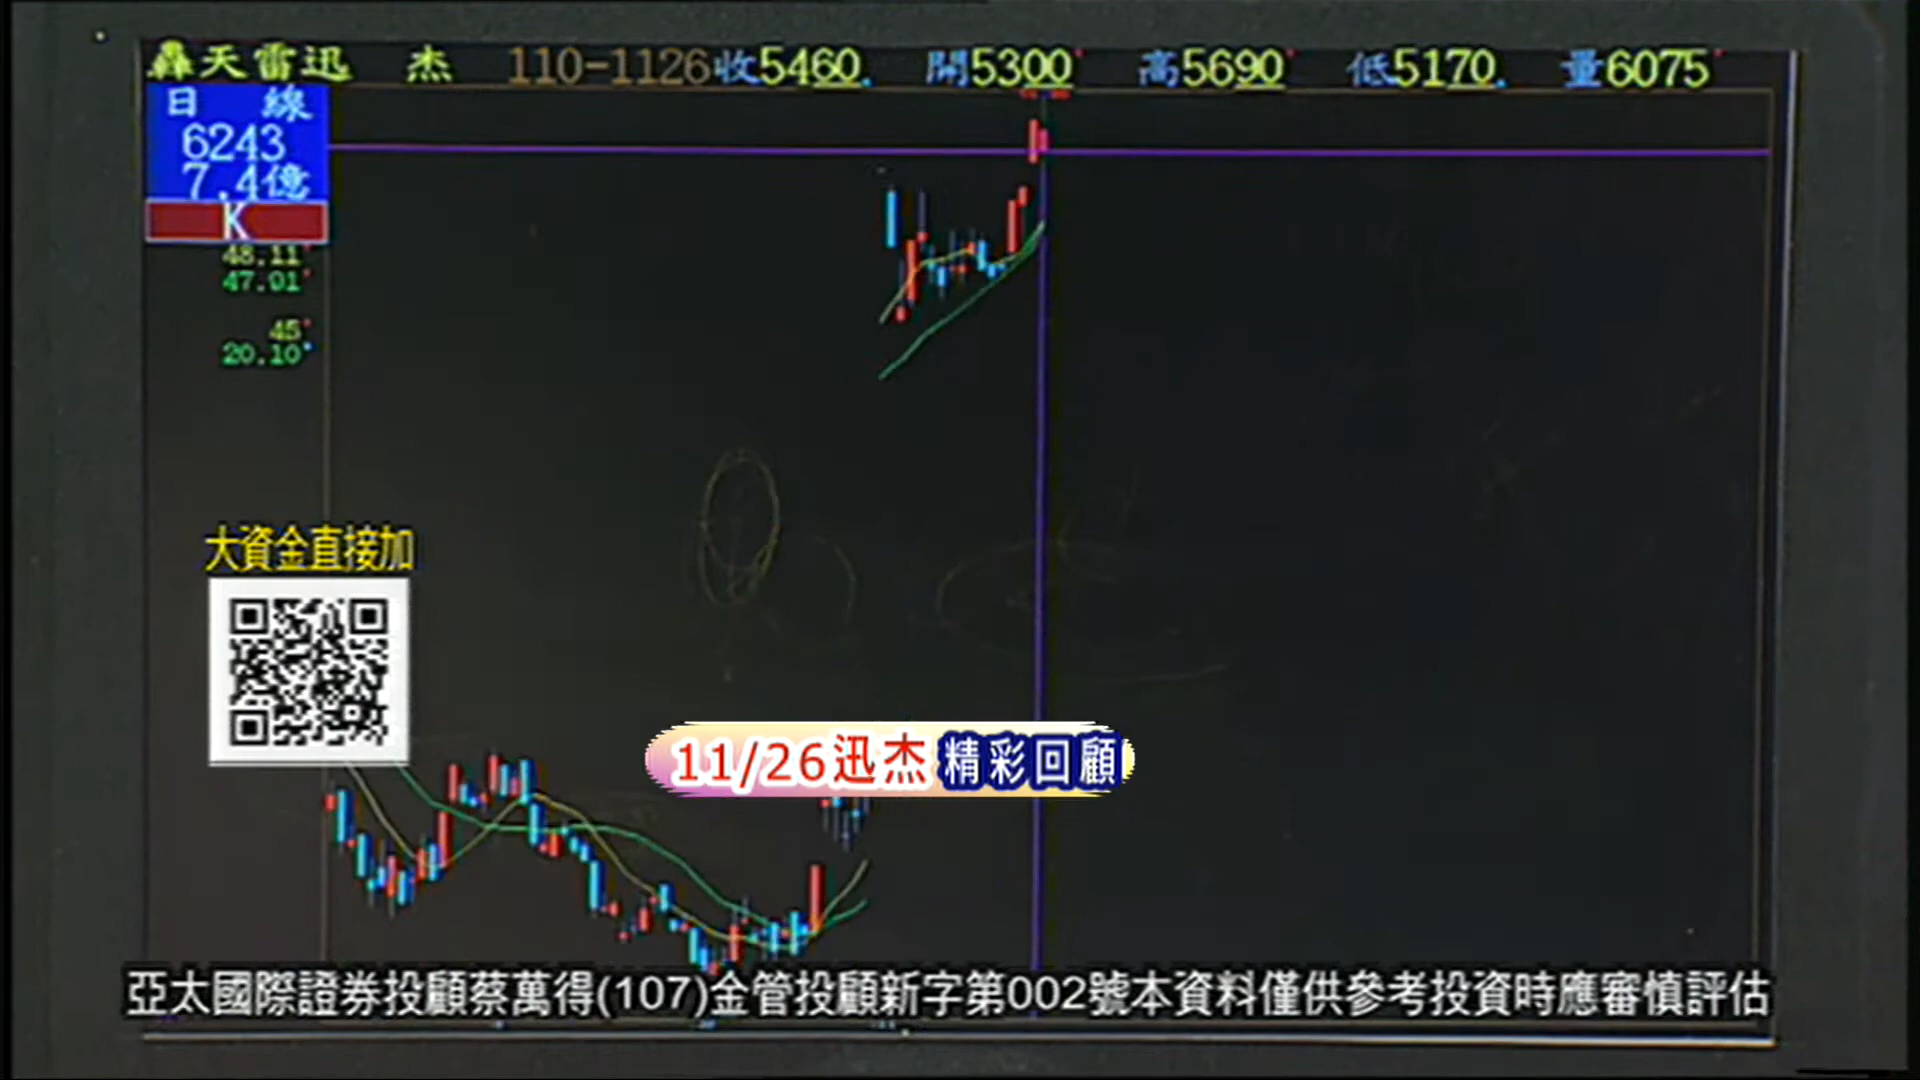 轟天雷迅 杰 110-1126收5460 開5300 高5690 低5170 量6075
日 線
6243
7.4億
K
48.11
47.01
45
20.10
大資金直接加
11/26迅杰精彩回顧
亞太國際證券投顧蔡萬得(107)金管投顧新字第002號本資料僅供參考投資時應審慎評估